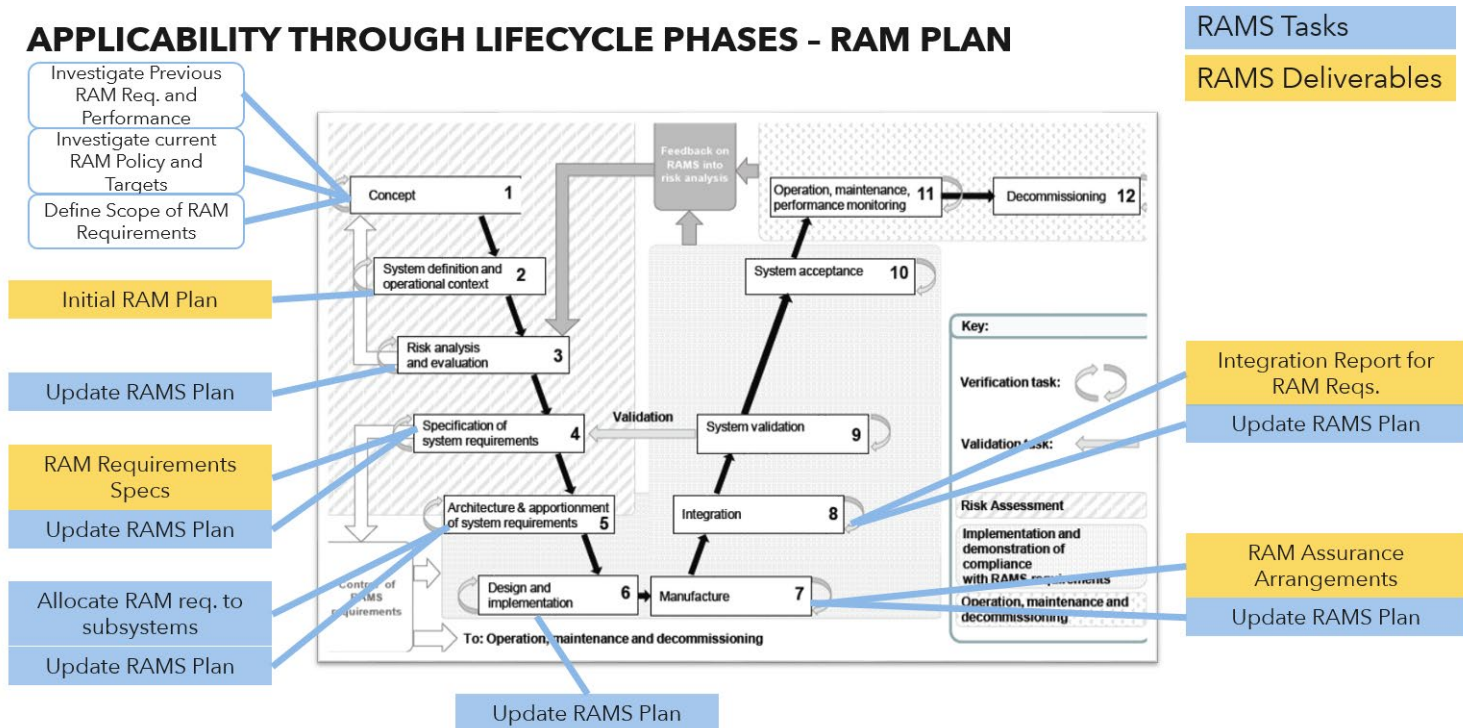 APPLICABILITY THROUGH LIFECYCLE PHASES – RAM PLAN
RAMS Tasks
RAMS Deliverables
Investigate Previous
RAM Req. and
Performance
Investigate current
RAM Policy and
Targets
Define Scope of RAM
Requirements
Initial RAM Plan
Update RAMS Plan
RAM Requirements
Specs
Update RAMS Plan
Allocate RAM req. to
subsystems
Update RAMS Plan
Concept 1
System definition and
operational context 2
Risk analysis
and evaluation 3
Specification of
system requirements 4
Architecture & apportionment
of system requirements 5
Design and
implementation 6
Manufacture 7
Integration 8
System validation 9
System acceptance 10
Operation, maintenance,
performance monitoring 11
Decommissioning 12
Feedback on
RAMS into
risk analysis
Validation
Control of
RAMS
requirements
To: Operation, maintenance and decommissioning
Key:
Verification task:
Validation task:
Risk Assessment
Implementation and
demonstration of
compliance
with RAMS requirements
Operation, maintenance and
decommissioning
Integration Report for
RAM Reqs.
Update RAMS Plan
RAM Assurance
Arrangements
Update RAMS Plan
Update RAMS Plan